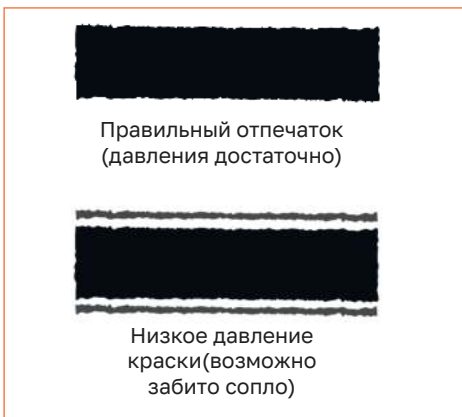 Правильный отпечаток
(давления достаточно)
Низкое давление
краски(возможно
забито сопло)